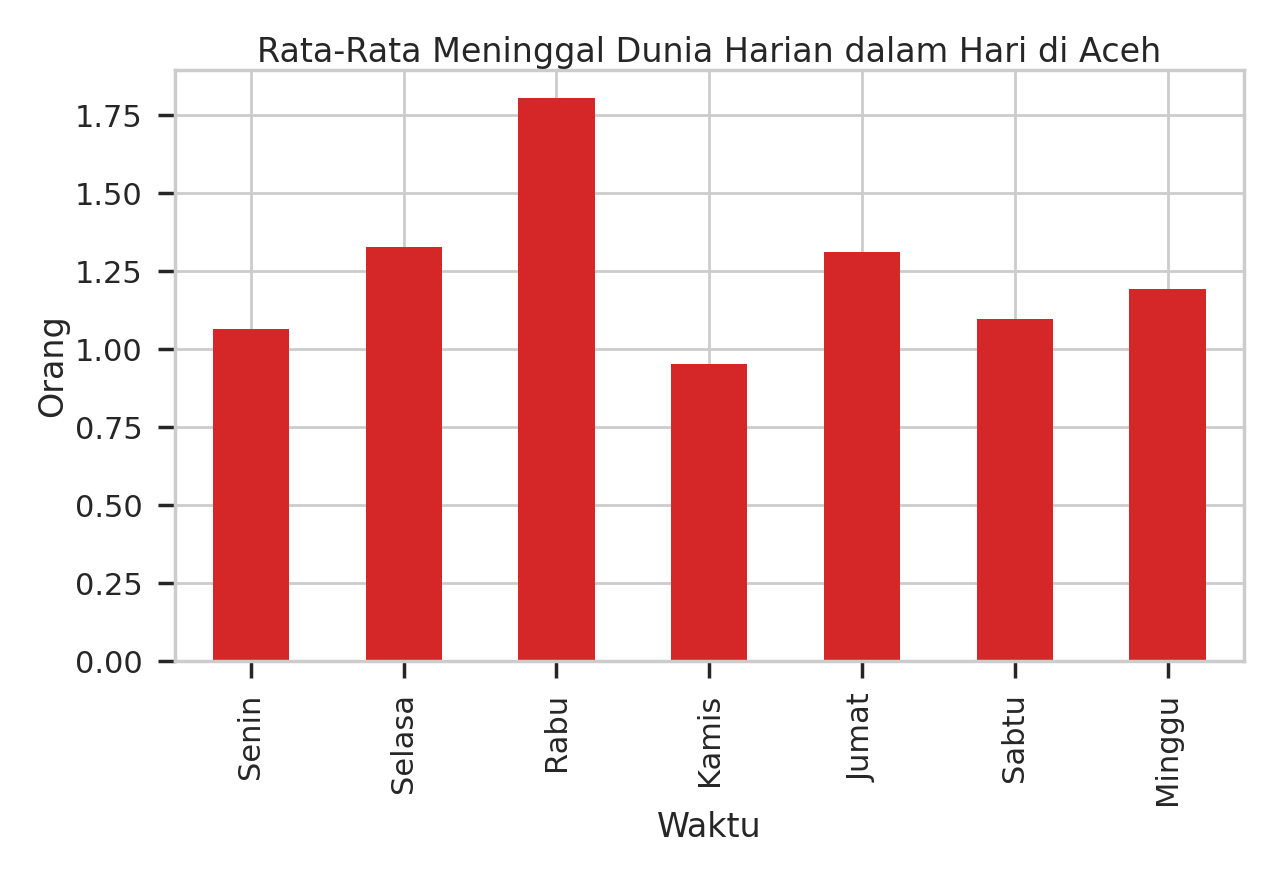 Rata-Rata Meninggal Dunia Harian dalam Hari di Aceh
Orang
1.75
1.50
1.25
1.00
0.75
0.50
0.25
0.00
Senin
Selasa
Rabu
Kamis
Jumat
Sabtu
Minggu
Waktu